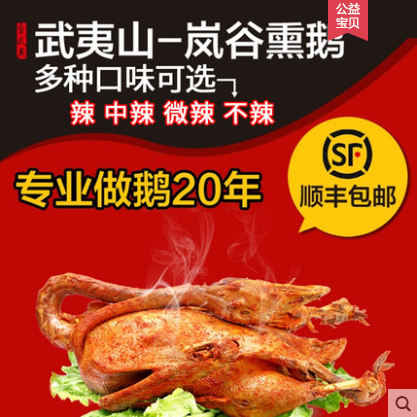 公益
宝贝
武夷山-岚谷熏鹅
多种口味可选
辣 中辣 微辣 不辣
SF
顺丰包邮
专业做鹅20年